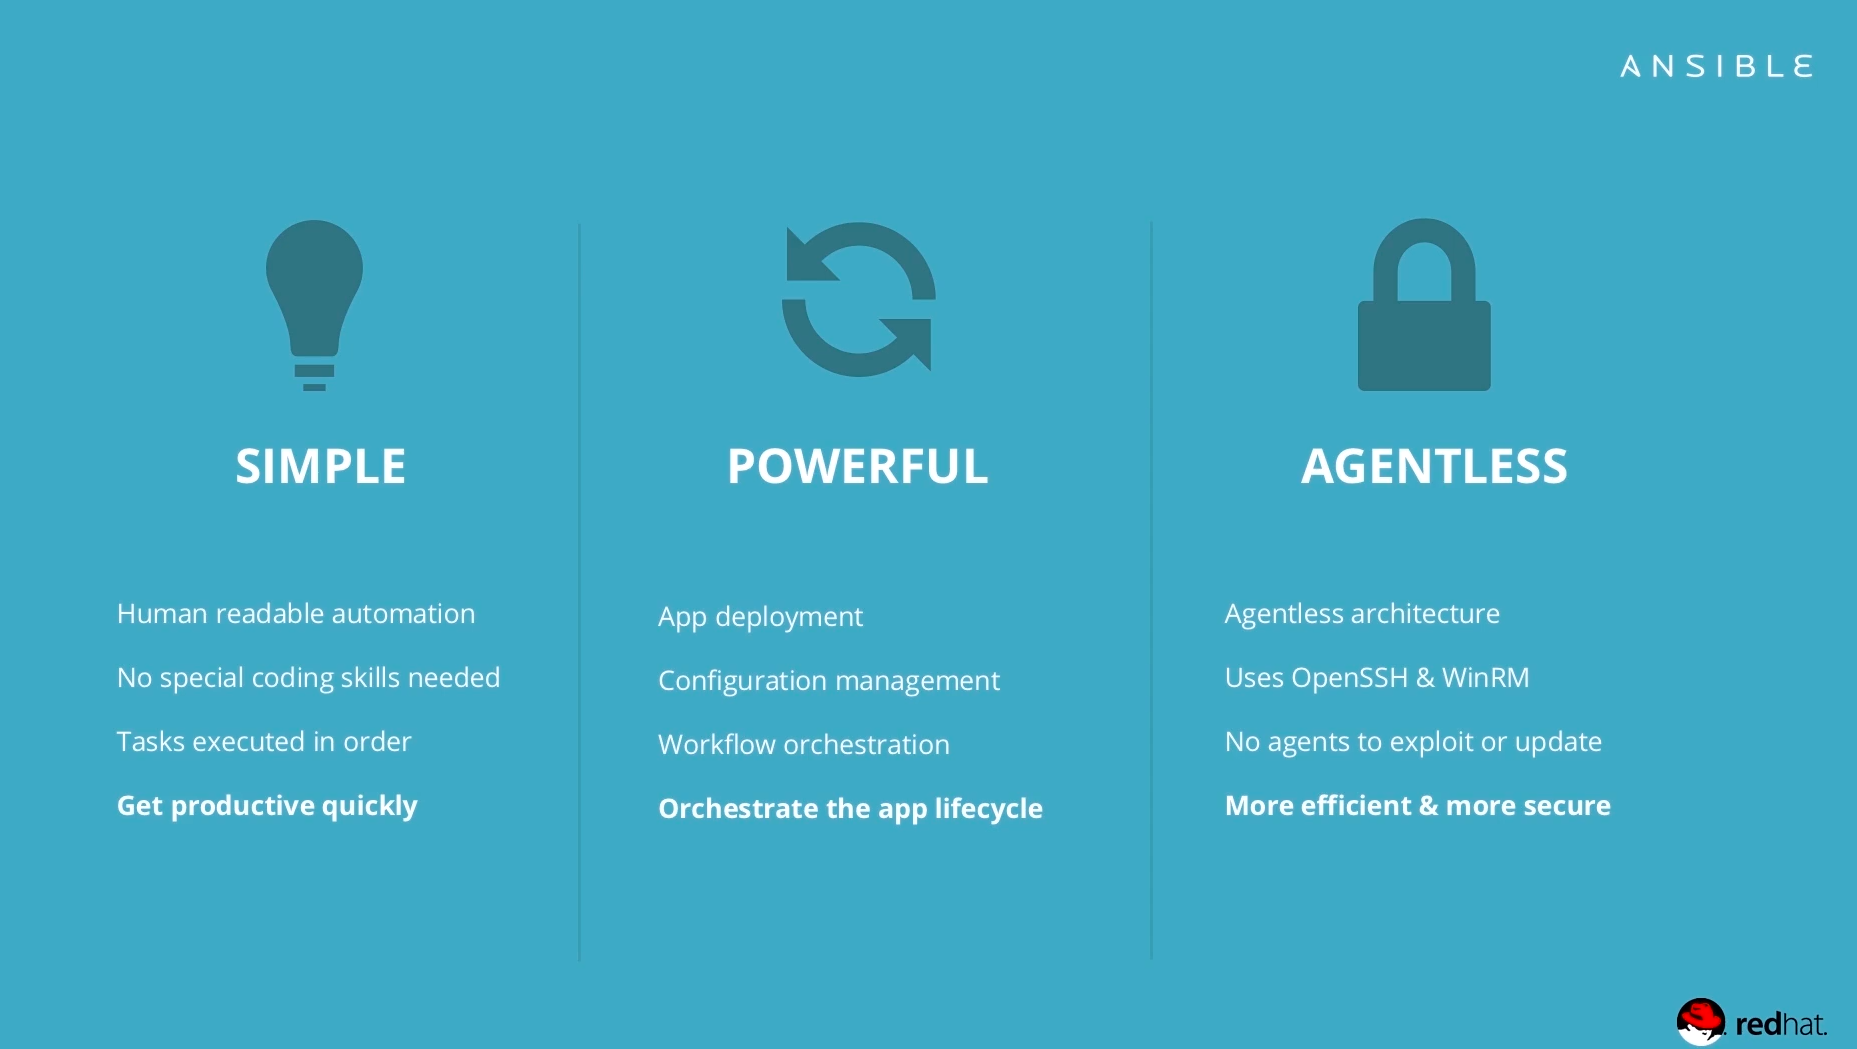 ANSIBLE
SIMPLE
Human readable automation
No special coding skills needed
Tasks executed in order
Get productive quickly
POWERFUL
App deployment
Configuration management
Workflow orchestration
Orchestrate the app lifecycle
AGENTLESS
Agentless architecture
Uses OpenSSH & WinRM
No agents to exploit or update
More efficient & more secure
redhat.